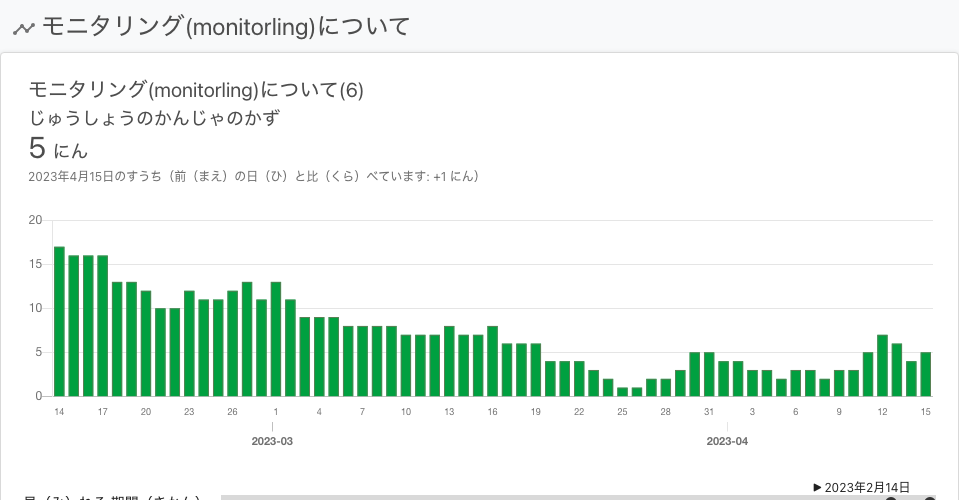 モニタリング(monitorling)について
モニタリング(monitorling)について(6)
じゅうしょうのかんじゃのかず
5 にん
2023年4月15日のすうち（前（まえ）の日（ひ）と比（くら）べています: +1 にん）
20
15
10
5
0
14 17 20 23 26 1 4 7 10 13 16 19 22 25 28 31 3 6 9 12 15
2023-03 2023-04
▶ 2023年2月14日